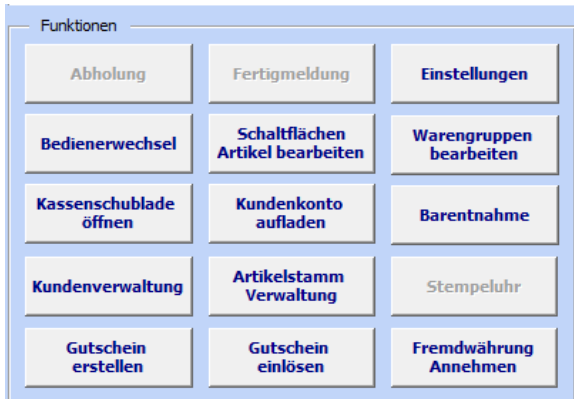 Funktionen
Abholung
Fertigmeldung
Einstellungen
Bedienerwechsel
Schaltflächen
Artikel bearbeiten
Warengruppen
bearbeiten
Kassenschublade
öffnen
Kundenkonto
aufladen
Barentnahme
Kundenverwaltung
Artikelstamm
Verwaltung
Stempeluhr
Gutschein
erstellen
Gutschein
einlösen
Fremdwährung
Annehmen